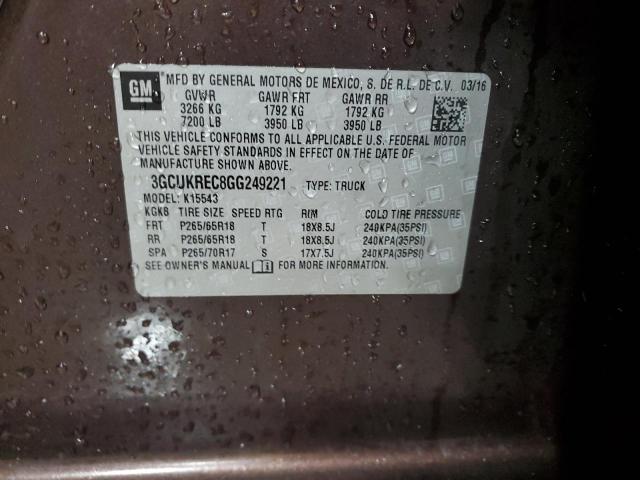 GM
MFD BY GENERAL MOTORS DE MEXICO, S. DE R.L. DE C.V. 03/16
GVWR GAWR FRT GAWR RR
3266 KG 1792 KG 1792 KG
7200 LB 3950 LB 3950 LB
THIS VEHICLE CONFORMS TO ALL APPLICABLE U.S. FEDERAL MOTOR
VEHICLE SAFETY STANDARDS IN EFFECT ON THE DATE OF
MANUFACTURE SHOWN ABOVE.
3GCUKREC8GG249221 TYPE: TRUCK
MODEL: K15543
KGKB TIRE SIZE SPEED RTG RIM COLD TIRE PRESSURE
FRT P265/65R18 T 18X8.5J 240KPA(35PSI)
RR P265/65R18 T 18X8.5J 240KPA(35PSI)
SPA P265/70R17 S 17X7.5J 240KPA(35PSI)
SEE OWNER'S MANUAL FOR MORE INFORMATION.